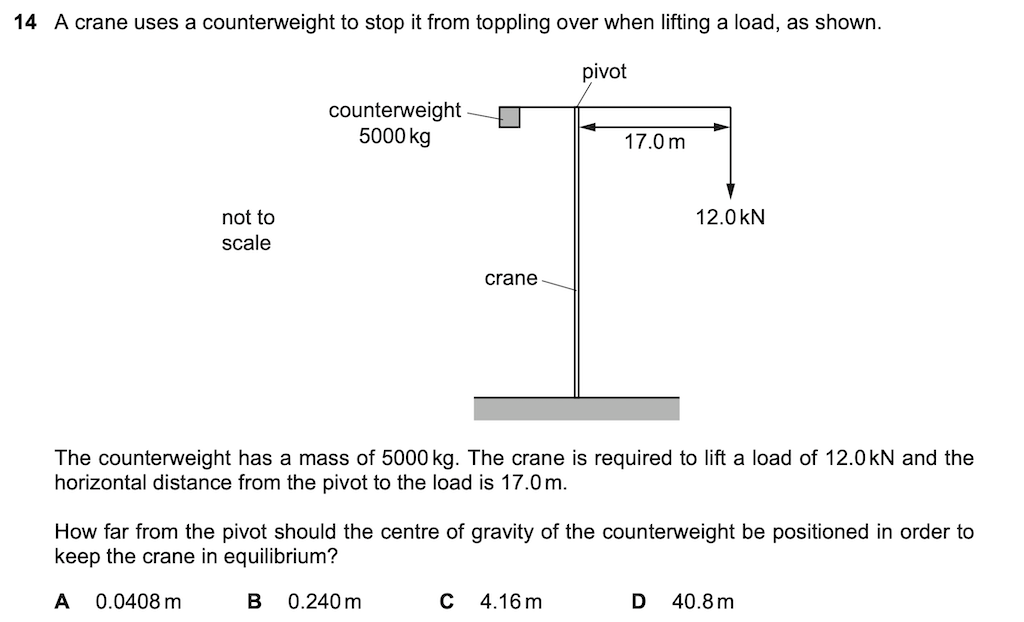 14 A crane uses a counterweight to stop it from toppling over when lifting a load, as shown.
pivot
counterweight
5000 kg
17.0 m
12.0 kN
not to
scale
crane
The counterweight has a mass of 5000 kg. The crane is required to lift a load of 12.0 kN and the
horizontal distance from the pivot to the load is 17.0 m.
How far from the pivot should the centre of gravity of the counterweight be positioned in order to
keep the crane in equilibrium?
A 0.0408 m B 0.240 m C 4.16 m D 40.8 m